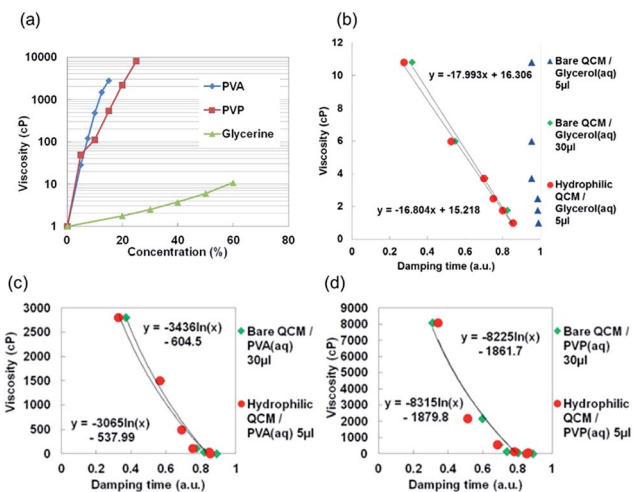 (a)
10000
1000
100
10
1
0
20
40
60
80
Viscosity (cP)
Concentration (%)
PVA
PVP
Glycerine
(b)
12
10
8
6
4
2
0
0
0.2
0.4
0.6
0.8
1
Viscosity (cP)
Damping time (a.u.)
y = -17.993x + 16.306
y = -16.804x + 15.218
Bare QCM /
Glycerol(aq)
5µl
Bare QCM /
Glycerol(aq)
30µl
Hydrophilic
QCM /
Glycerol(aq)
5µl
(c)
3000
2500
2000
1500
1000
500
0
0
0.2
0.4
0.6
0.8
1
Viscosity (cP)
Damping time (a.u.)
y = -3436ln(x)
- 604.5
y = -3065ln(x)
- 537.99
Bare QCM /
PVA(aq)
30µl
Hydrophilic
QCM /
PVA(aq) 5µl
(d)
9000
8000
7000
6000
5000
4000
3000
2000
1000
0
0
0.2
0.4
0.6
0.8
1
Viscosity (cP)
Damping time (a.u.)
y = -8225ln(x)
- 1861.7
y = -8315ln(x)
- 1879.8
Bare QCM /
PVP(aq)
30µl
Hydrophilic
QCM /
PVP(aq) 5µl